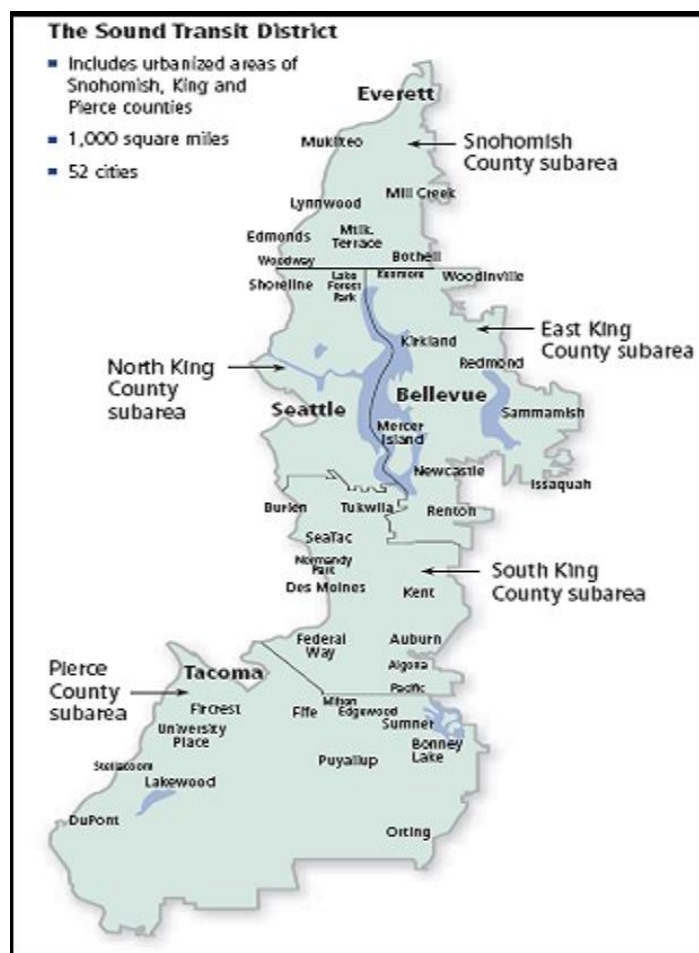 The Sound Transit District
Includes urbanized areas of
Snohomish, King and
Pierce counties
1,000 square miles
52 cities
Everett
Mukilteo
Snohomish
County subarea
Mill Creek
Lynnwood
Edmonds
Mtlk.
Terrace
Bothell
Woodway
Shoreline
Lake
Forest
Park
Kenmore
Woodinville
Kirkland
East King
County subarea
Redmond
North King
County
subarea
Seattle
Bellevue
Sammamish
Mercer
Island
Newcastle
Issaquah
Burien
Tukwila
Renton
SeaTac
Normandy
Park
Des Moines
Kent
South King
County subarea
Federal
Way
Auburn
Algona
Pacific
Pierce
County
subarea
Tacoma
Fircrest
University
Place
Fife
Milton
Edgewood
Sumner
Bonney
Lake
Puyallup
Steilacoom
Lakewood
DuPont
Orting